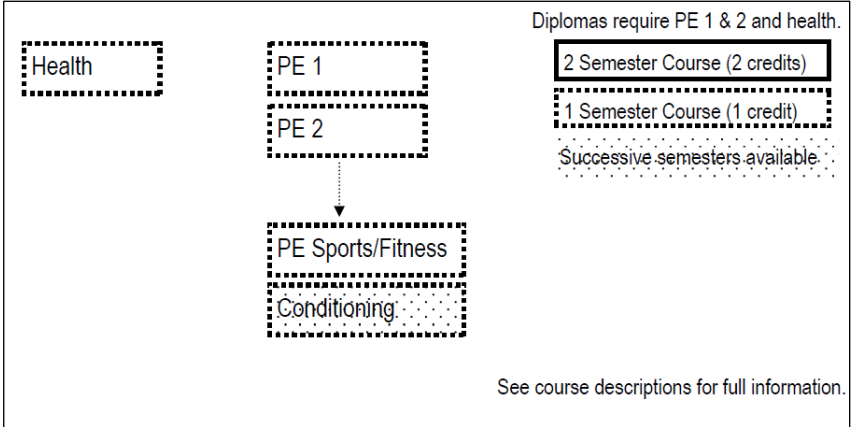 Diplomas require PE 1 & 2 and health.
Health
PE 1
2 Semester Course (2 credits)
PE 2
1 Semester Course (1 credit)
Successive semesters available
PE Sports/Fitness
Conditioning
See course descriptions for full information.